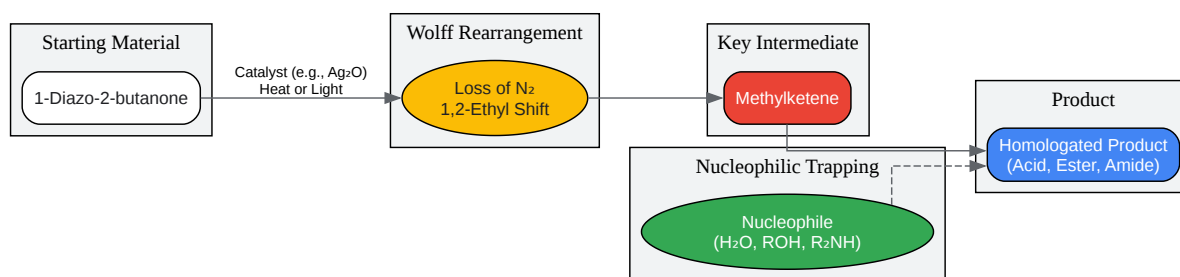 Starting Material
1-Diazo-2-butanone
Catalyst (e.g., Ag₂O)
Heat or Light
Wolff Rearrangement
Loss of N₂
1,2-Ethyl Shift
Key Intermediate
Methylketene
Nucleophilic Trapping
Nucleophile
(H₂O, ROH, R₂NH)
Product
Homologated Product
(Acid, Ester, Amide)